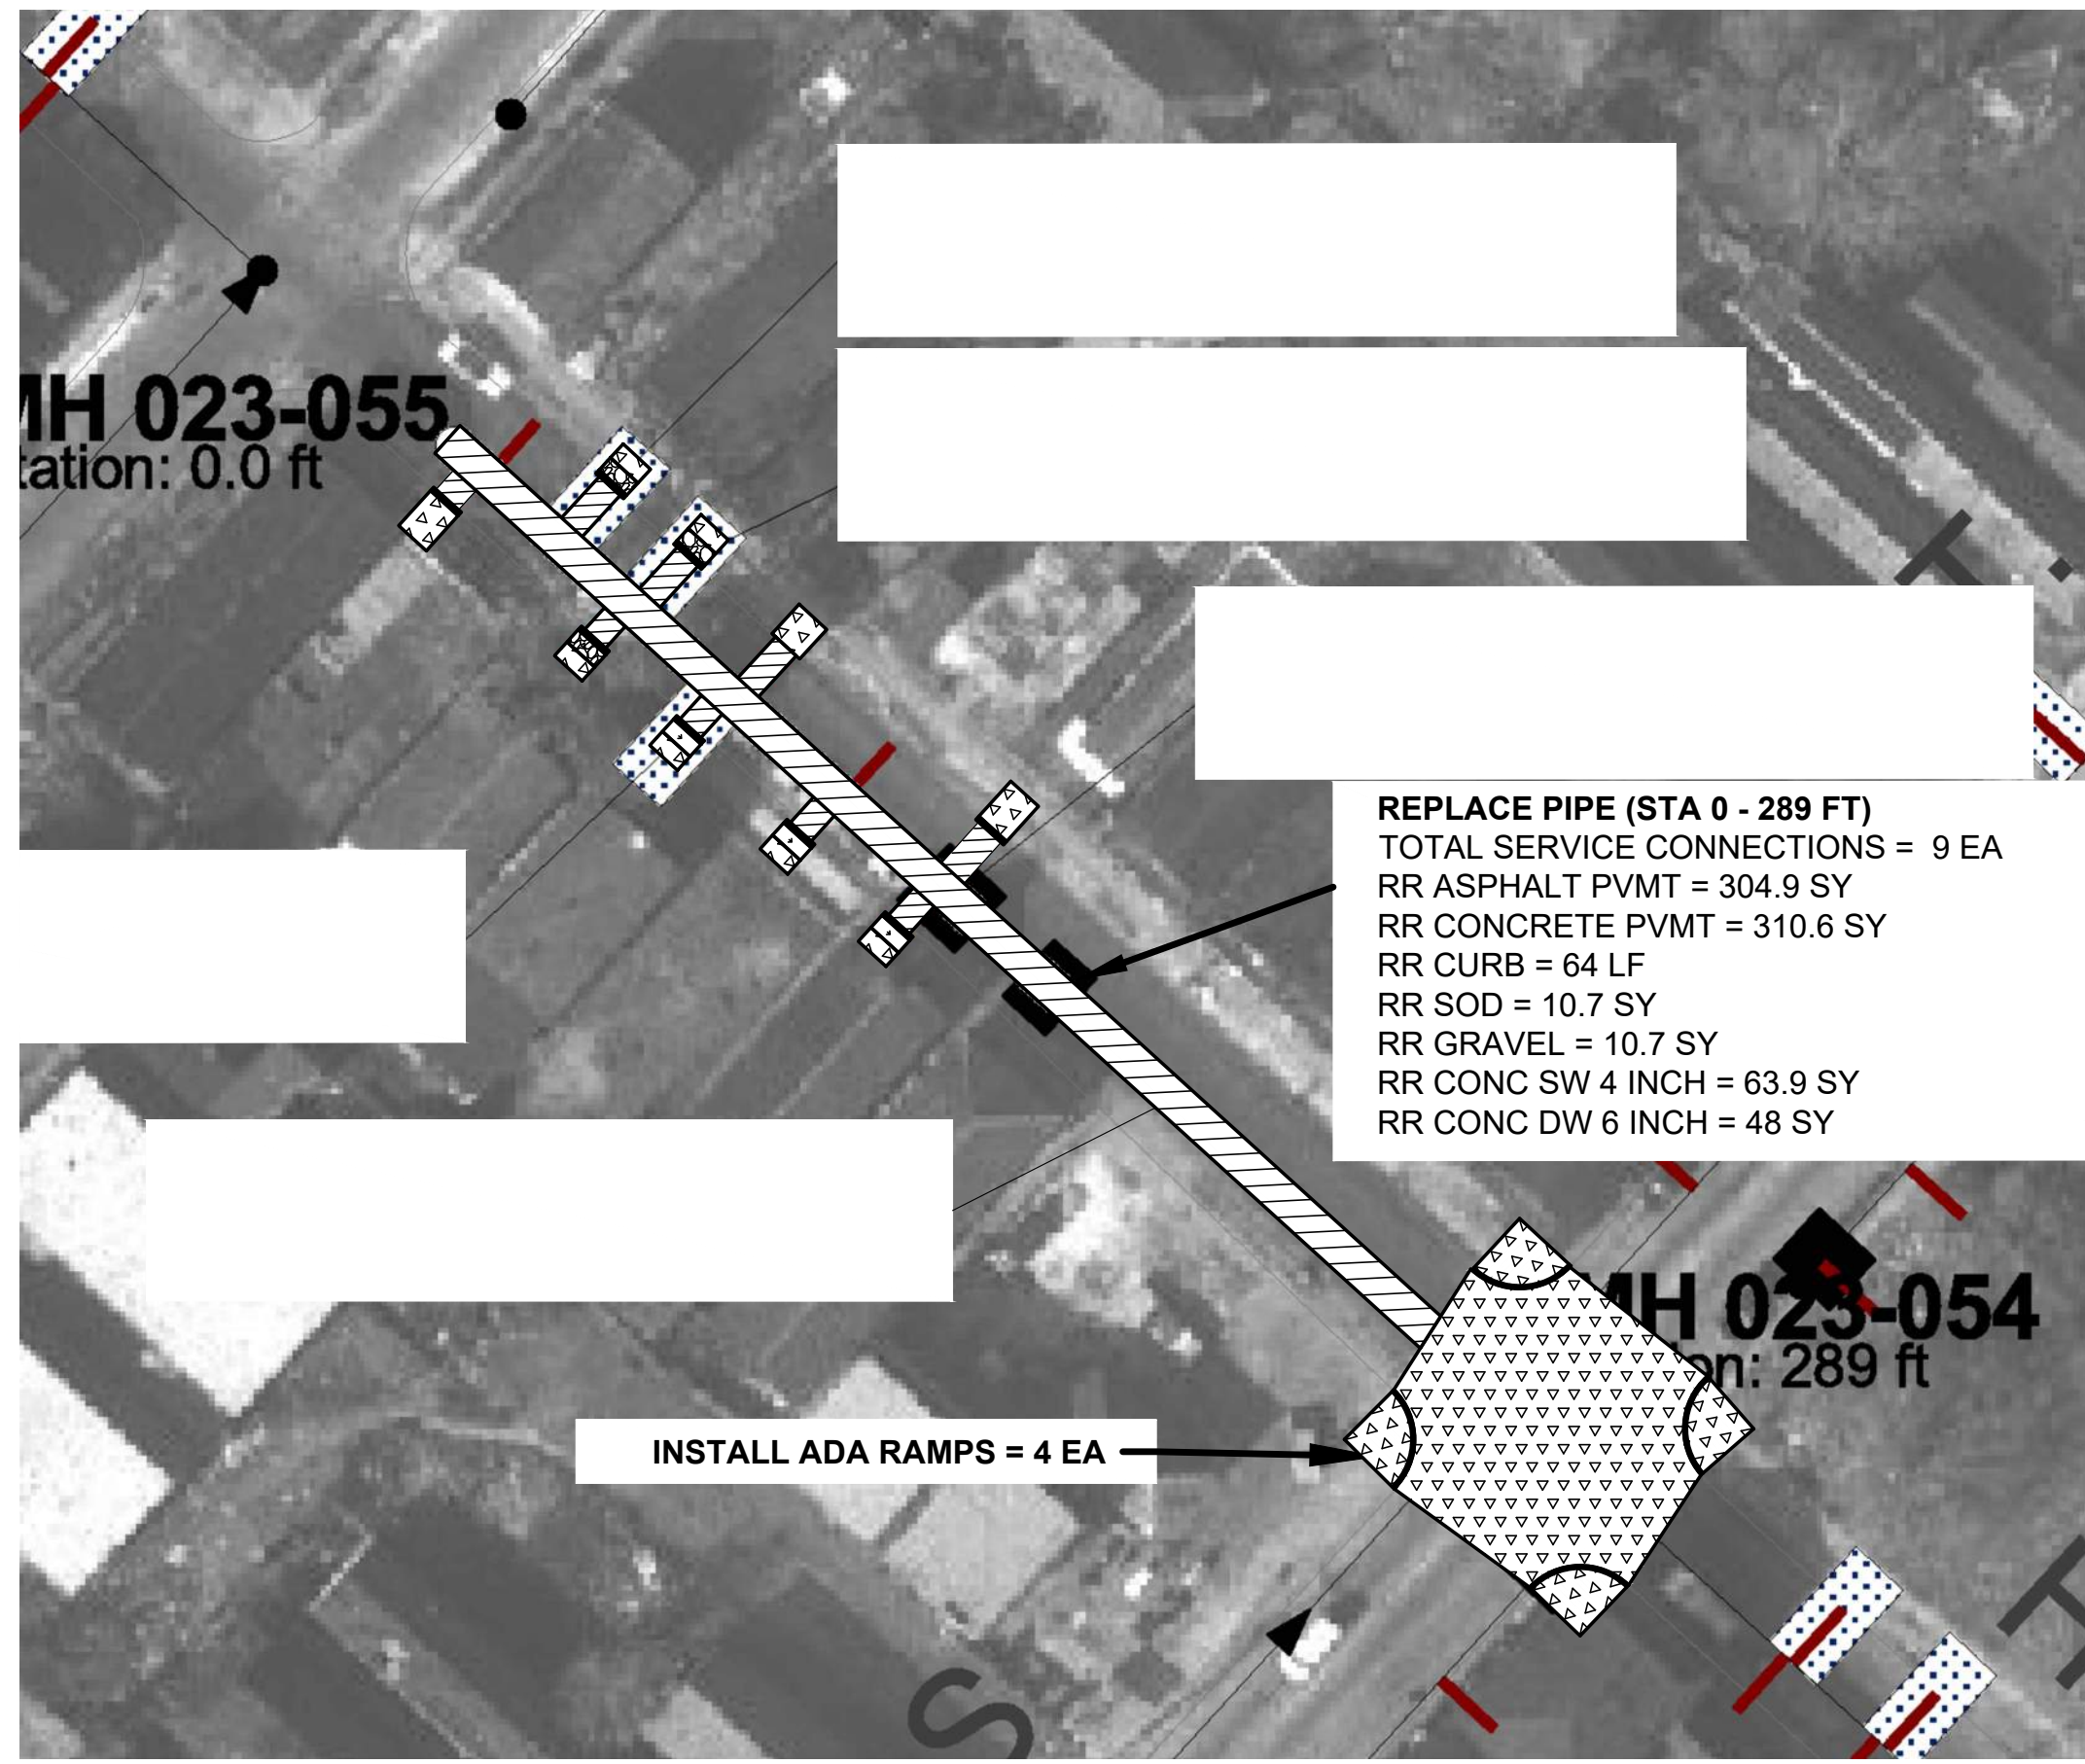 MH 023-055
tation: 0.0 ft
T.
REPLACE PIPE (STA 0 - 289 FT)
TOTAL SERVICE CONNECTIONS = 9 EA
RR ASPHALT PVMT = 304.9 SY
RR CONCRETE PVMT = 310.6 SY
RR CURB = 64 LF
RR SOD = 10.7 SY
RR GRAVEL = 10.7 SY
RR CONC SW 4 INCH = 63.9 SY
RR CONC DW 6 INCH = 48 SY
MH 023-054
on: 289 ft
INSTALL ADA RAMPS = 4 EA
H
S